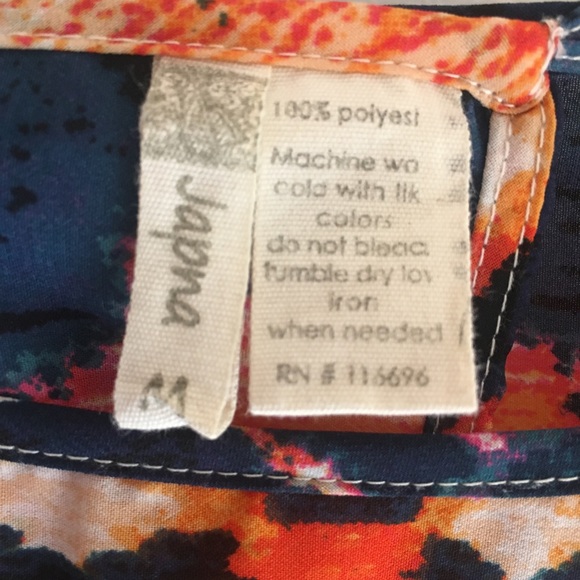 Japna
M
100% polyest
Machine wa
cold with lik
colors
do not bleac
tumble dry lov
iron
when needed
RN # 116696